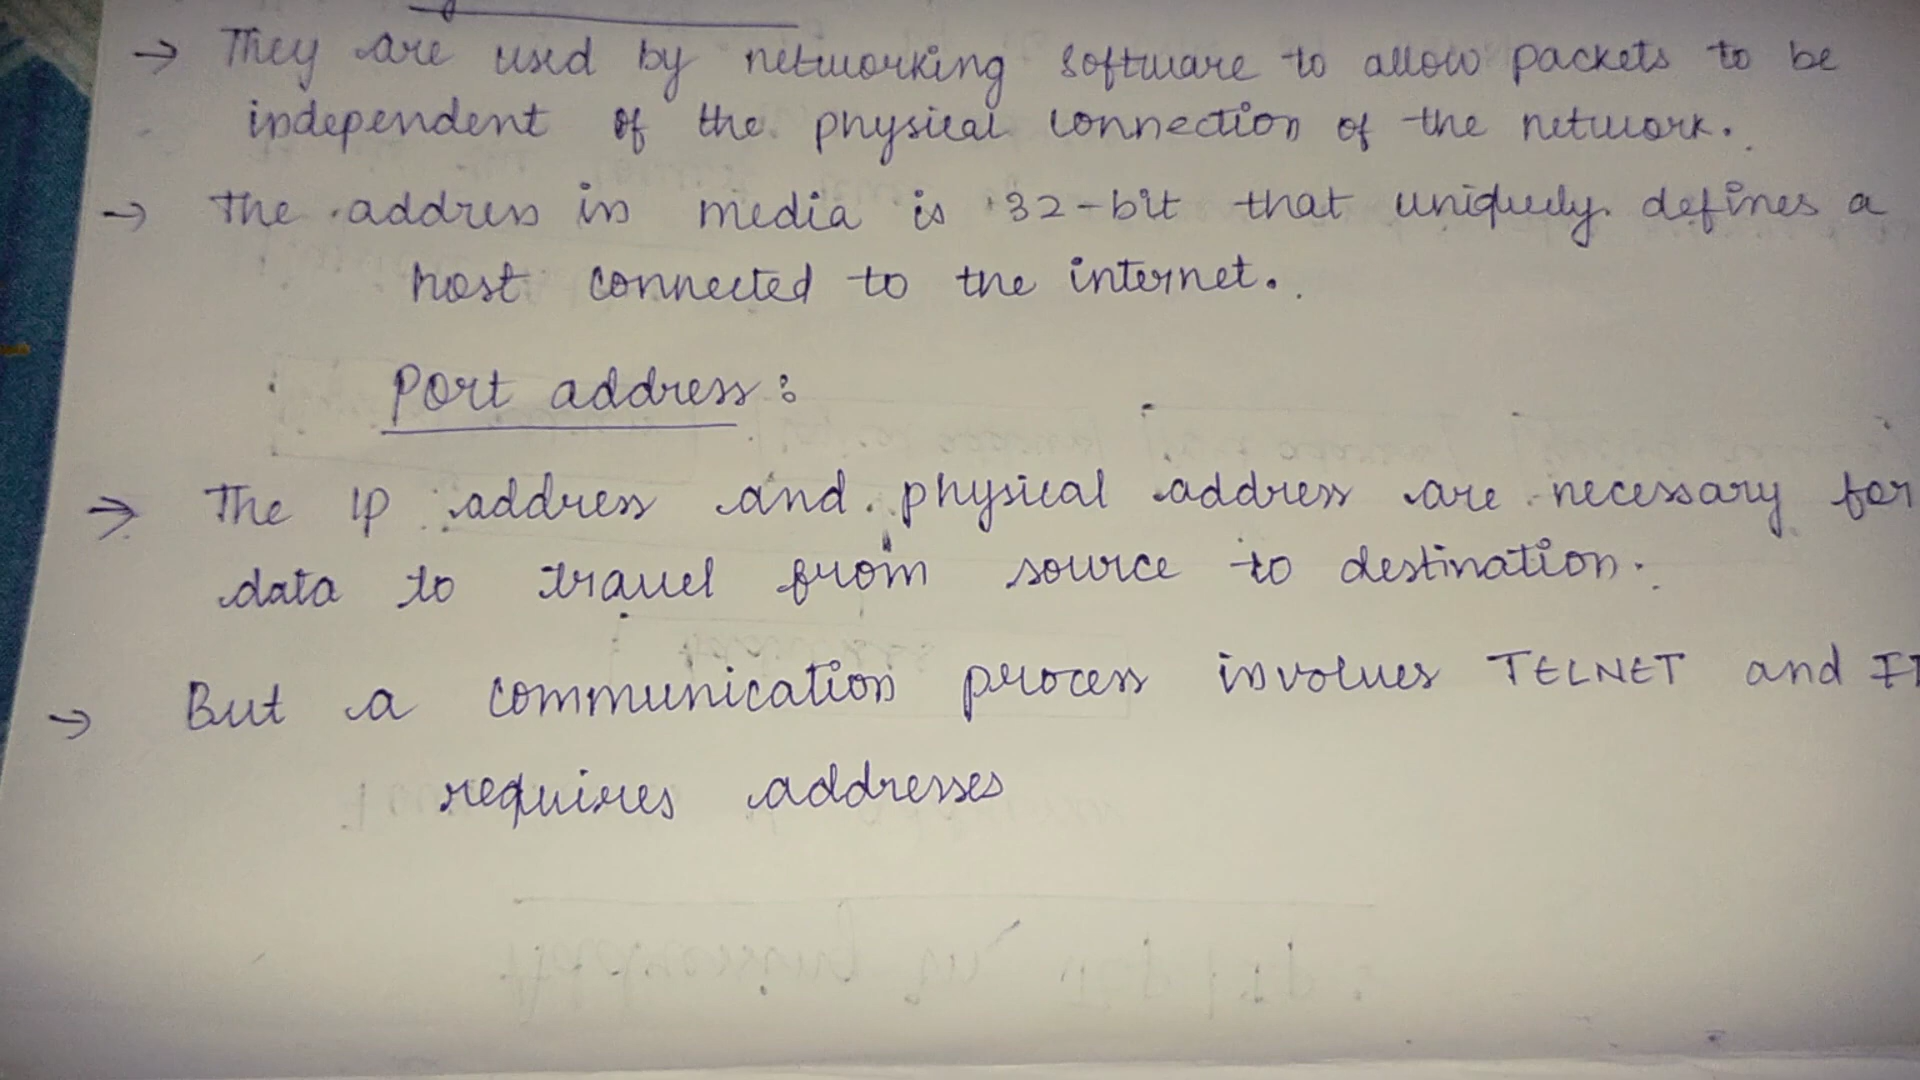 → They are used by networking software to allow packets to be
independent of the physical connection of the network.
→ The address in media is 32-bit that uniquely defines a
host connected to the internet.
Port address:
→ The IP address and physical address are necessary for
data to travel from source to destination.
→ But a communication process involves TELNET and
requires addresses